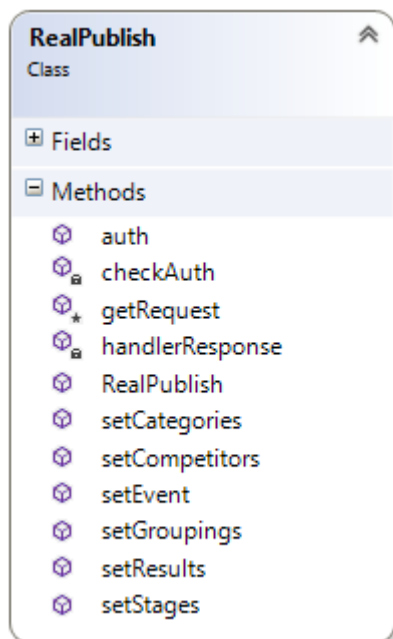 RealPublish
Class
Fields
Methods
auth
checkAuth
getRequest
handlerResponse
RealPublish
setCategories
setCompetitors
setEvent
setGroupings
setResults
setStages